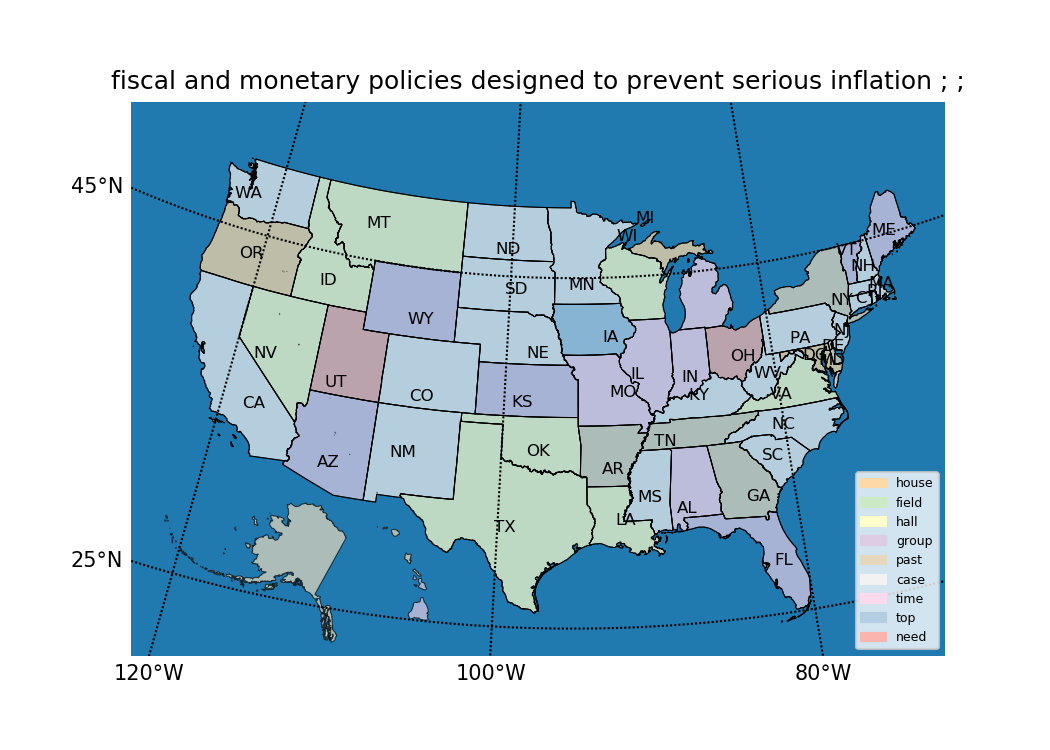 fiscal and monetary policies designed to prevent serious inflation ; ;
45°N
WA
MT
ND
MI
WI
ME
OR
ID
SD
MN
VT
NH
MA
RI
WY
NE
IA
NY
CT
NV
UT
CO
KS
IL
IN
OH
PA
NJ
DE
DC
MD
CA
MO
KY
WV
VA
AZ
NM
OK
AR
TN
NC
SC
TX
LA
MS
AL
GA
FL
house
field
hall
group
past
case
time
top
need
25°N
120°W
100°W
80°W